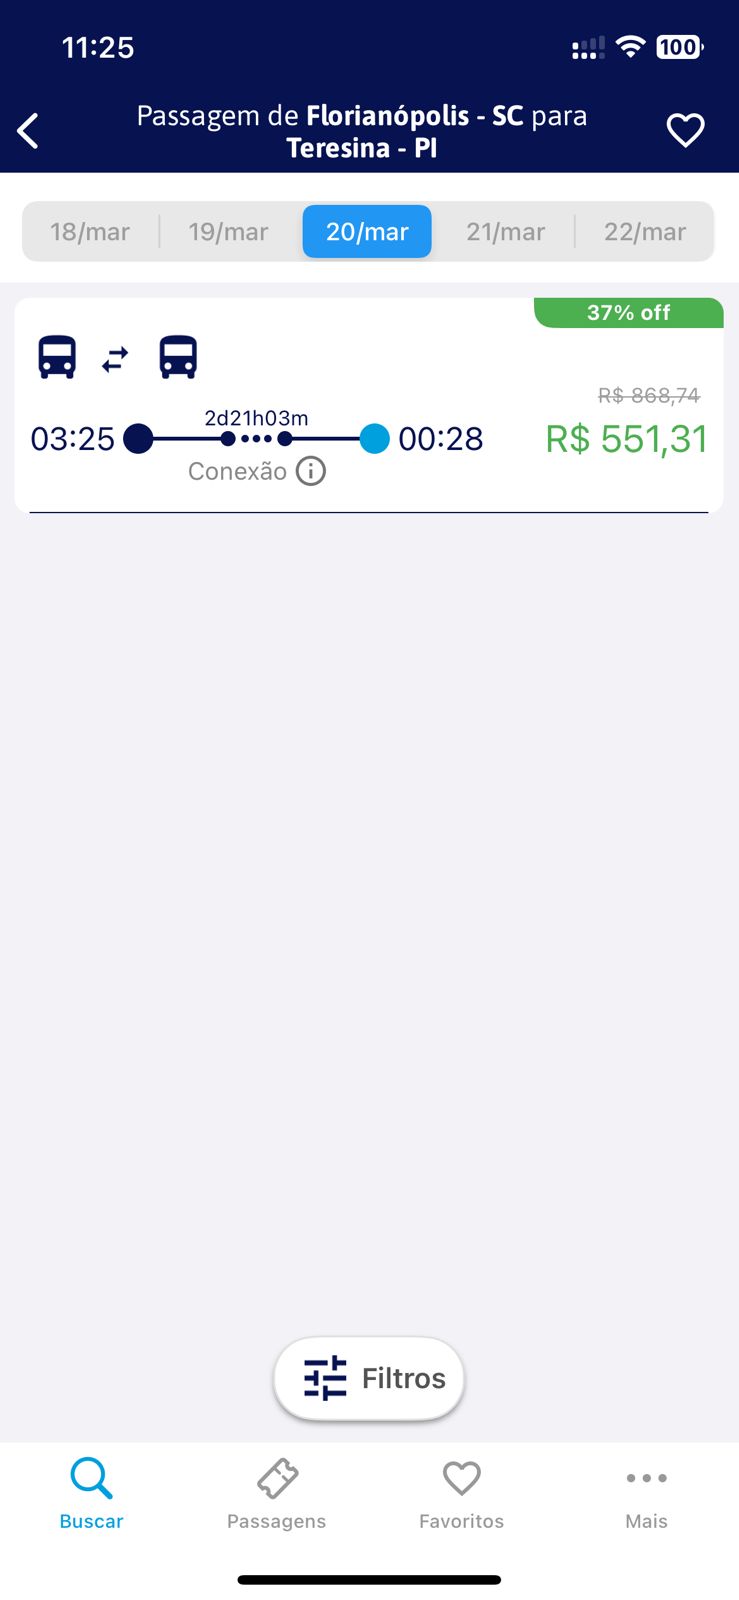 11:25
100
Passagem de Florianópolis - SC para
Teresina - PI
18/mar 19/mar 20/mar 21/mar 22/mar
37% off
R$ 868,74
2d21h03m
03:25 00:28 R$ 551,31
Conexão
Filtros
Buscar Passagens Favoritos Mais